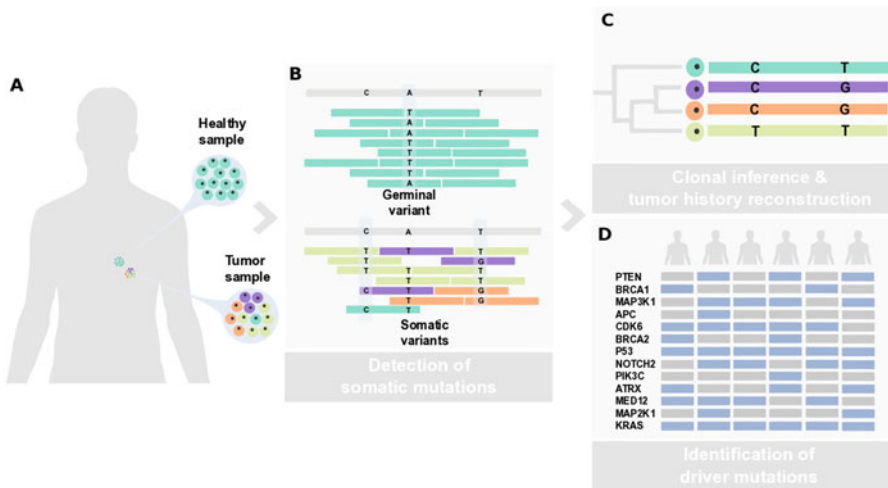 A
Healthy
sample
Tumor
sample
B
C A T
T
A
A
T
T
T
T
A
Germinal
variant
C A T
T T T
T G
T T T
T T
C T G
T G
C T
Somatic
variants
Detection of
somatic mutations
C
C T
C G
C G
T T
Clonal inference &
tumor history reconstruction
D
PTEN
BRCA1
MAP3K1
APC
CDK6
BRCA2
P53
NOTCH2
PIK3C
ATRX
MED12
MAP2K1
KRAS
Identification of
driver mutations